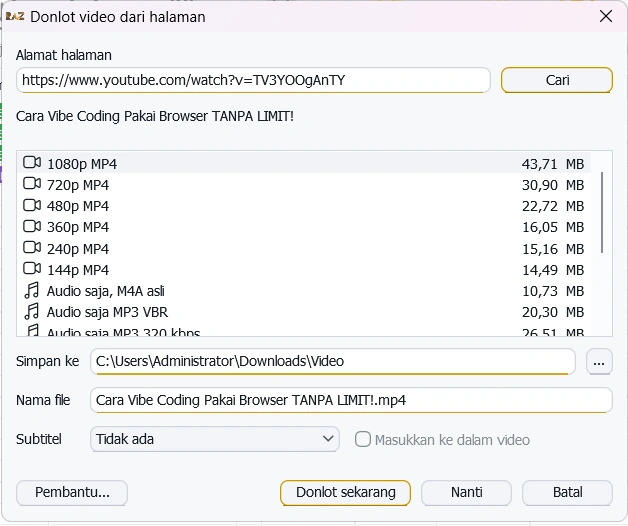 RAZ Donlot video dari halaman
Alamat halaman
https://www.youtube.com/watch?v=TV3YOOgAnTY Cari
Cara Vibe Coding Pakai Browser TANPA LIMIT!
1080p MP4 43,71 MB
720p MP4 30,90 MB
480p MP4 22,72 MB
360p MP4 16,05 MB
240p MP4 15,16 MB
144p MP4 14,49 MB
Audio saja, M4A asli 10,73 MB
Audio saja MP3 VBR 20,30 MB
Audio saja MP3 320 kbps 26,51 MB
Simpan ke C:\Users\Administrator\Downloads\Video ...
Nama file Cara Vibe Coding Pakai Browser TANPA LIMIT!.mp4
Subtitel Tidak ada Masukkan ke dalam video
Pembantu... Donlot sekarang Nanti Batal